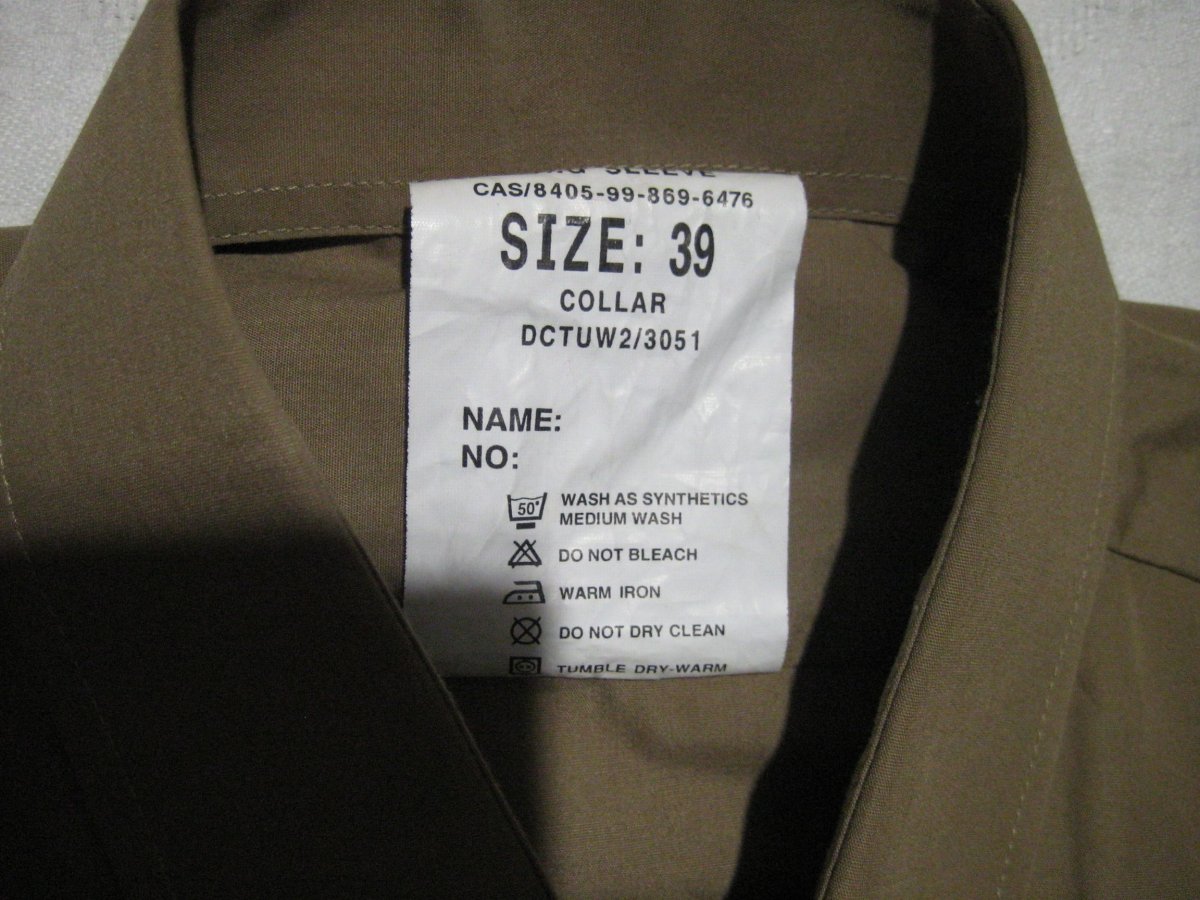 SLEEVE
CAS/8405-99-869-6476
SIZE: 39
COLLAR
DCTUW2/3051
NAME:
NO:
50°
WASH AS SYNTHETICS
MEDIUM WASH
DO NOT BLEACH
WARM IRON
DO NOT DRY CLEAN
TUMBLE DRY-WARM